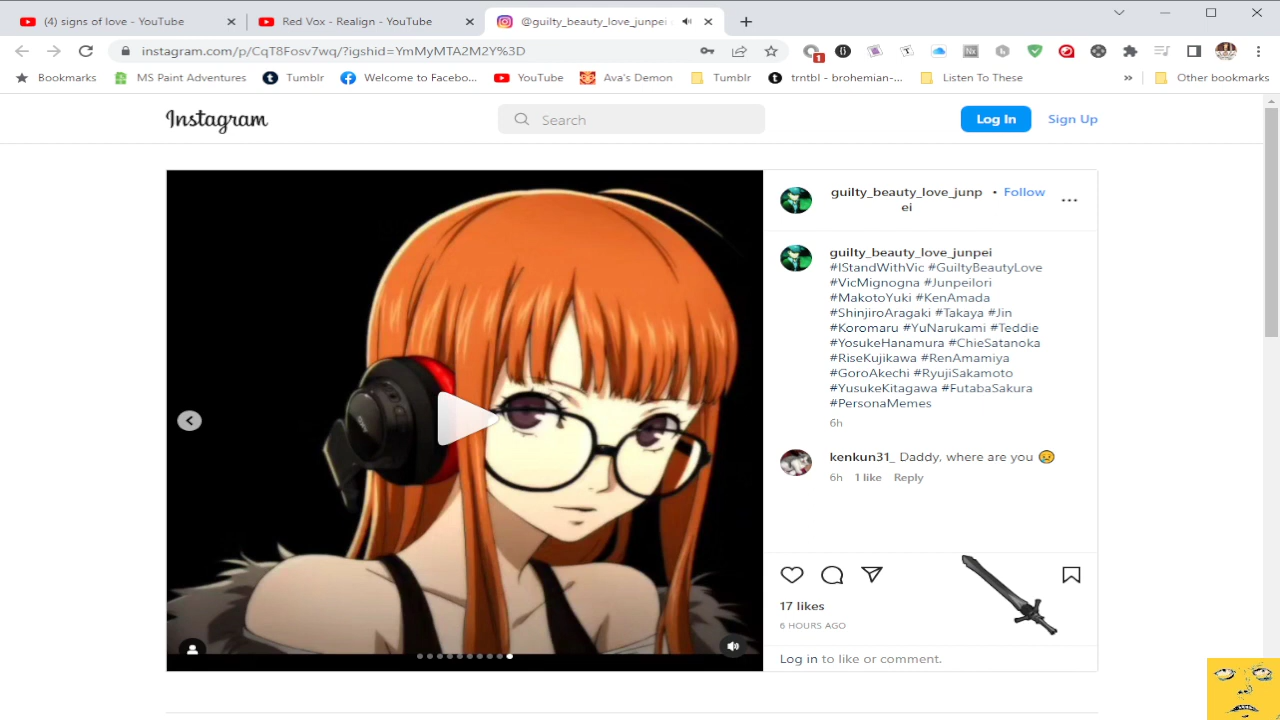 (4) signs of love - YouTube
Red Vox - Realign - YouTube
@guilty_beauty_love_junpei
instagram.com/p/CqT8Fosv7wq/?igshid=YmMyMTA2M2Y%3D
1
Bookmarks
MS Paint Adventures
Tumblr
Welcome to Facebo...
YouTube
Ava's Demon
Tumblr
trntbl - brohemian-...
Listen To These
»
Other bookmarks
Instagram
Search
Log In
Sign Up
guilty_beauty_love_junp
ei
• Follow
guilty_beauty_love_junpei
#IStandWithVic #GuiltyBeautyLove
#VicMignogna #JunpeiIori
#MakotoYuki #KenAmada
#ShinjiroAragaki #Takaya #Jin
#Koromaru #YuNarukami #Teddie
#YosukeHanamura #ChieSatanoka
#RiseKujikawa #RenAmamiya
#GoroAkechi #RyujiSakamoto
#YusukeKitagawa #FutabaSakura
#PersonaMemes
6h
kenkun31_ Daddy, where are you 😢
6h 1 like Reply
17 likes
6 HOURS AGO
Log in to like or comment.